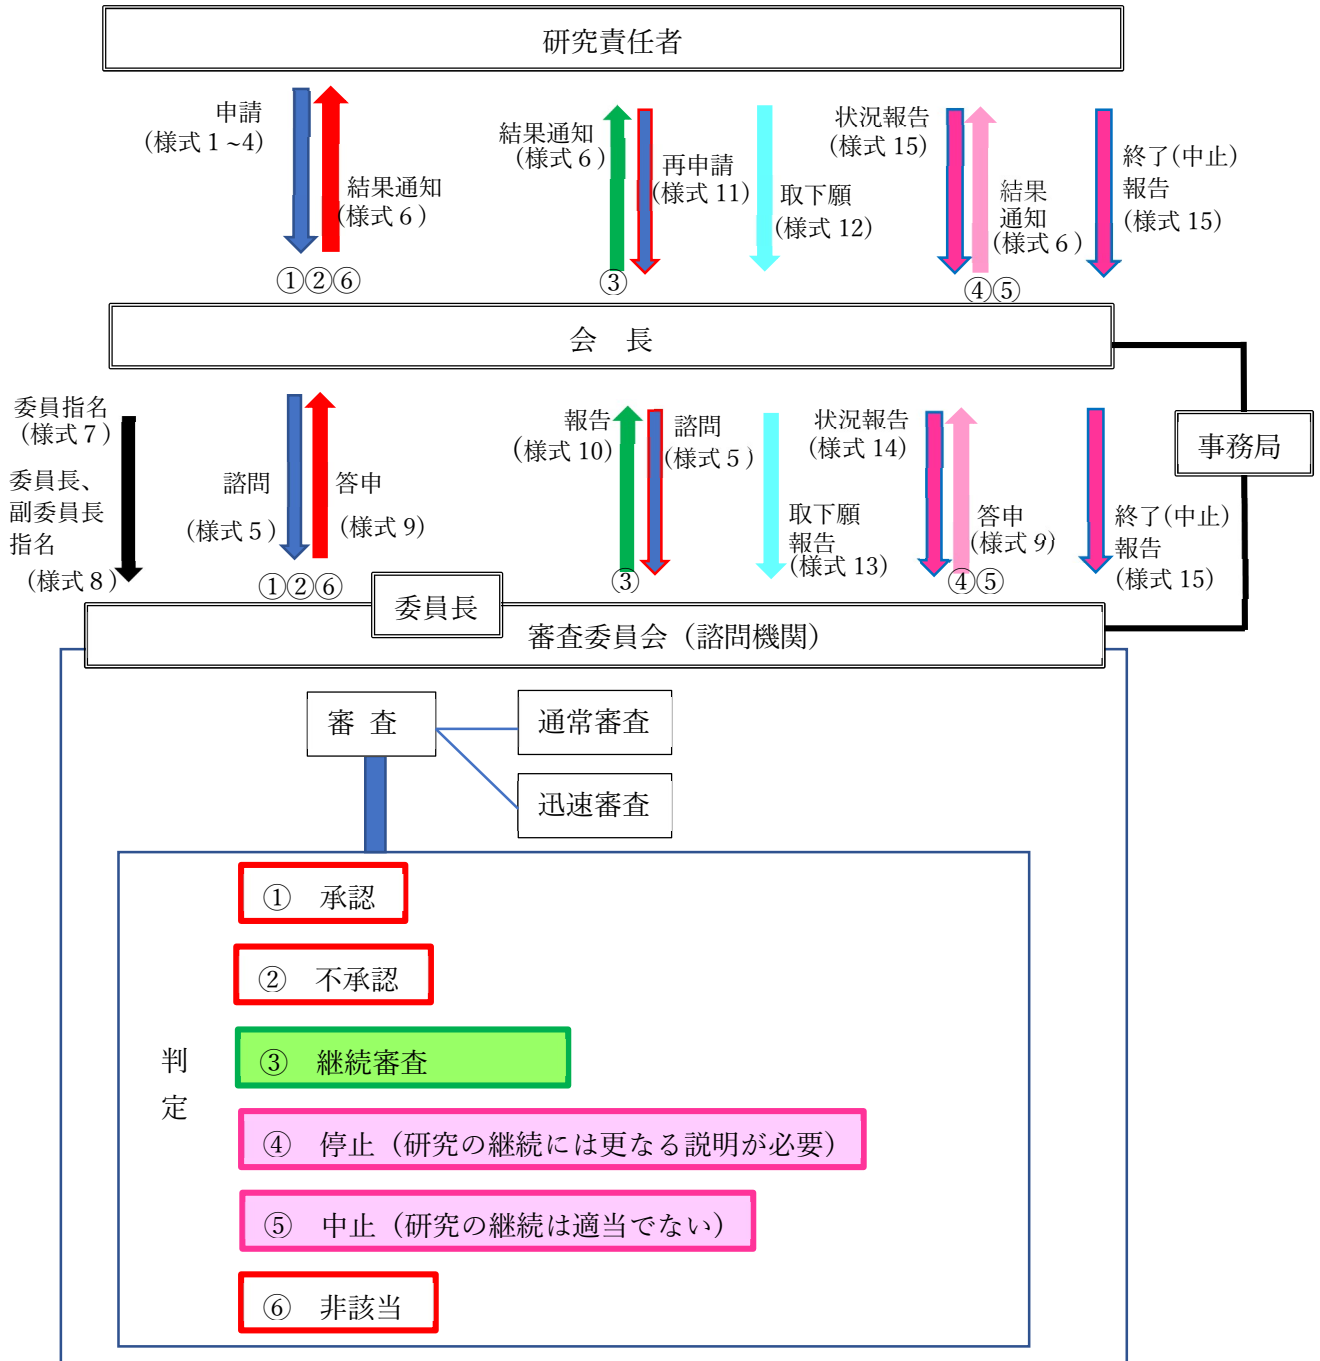 研究責任者
申請
(様式 1 ~4)
結果通知
(様式 6 )
①②⑥
結果通知
(様式 6 )
再申請
(様式 11)
③
取下願
(様式 12)
状況報告
(様式 15)
結果
通知
(様式 6 )
④⑤
終了(中止)
報告
(様式 15)
会　長
事務局
委員指名
(様式 7 )
委員長、
副委員長
指名
(様式 8 )
諮問
(様式 5 )
答申
(様式 9)
①②⑥
報告
(様式 10)
諮問
(様式 5 )
③
取下願
報告
(様式 13)
状況報告
(様式 14)
答申
(様式 9)
④⑤
終了(中止)
報告
(様式 15)
委員長
審査委員会（諮問機関）
審 査
通常審査
迅速審査
判
定
①　承認
②　不承認
③　継続審査
④　停止（研究の継続には更なる説明が必要）
⑤　中止（研究の継続は適当でない）
⑥　非該当